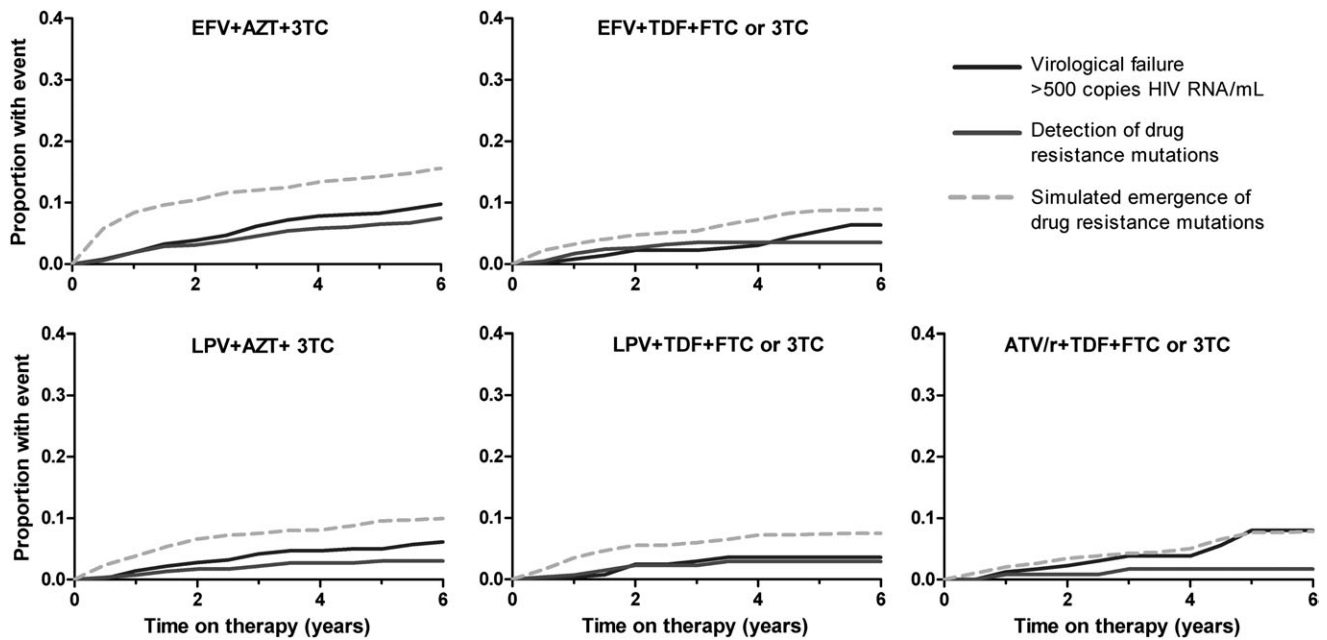 EFV+AZT+3TC
0.4
0.3
0.2
0.1
0.0
0 2 4 6
Proportion with event
EFV+TDF+FTC or 3TC
0.4
0.3
0.2
0.1
0.0
0 2 4 6
Virological failure
>500 copies HIV RNA/mL
Detection of drug
resistance mutations
Simulated emergence of
drug resistance mutations
LPV+AZT+ 3TC
0.4
0.3
0.2
0.1
0.0
0 2 4 6
Proportion with event
Time on therapy (years)
LPV+TDF+FTC or 3TC
0.4
0.3
0.2
0.1
0.0
0 2 4 6
Time on therapy (years)
ATV/r+TDF+FTC or 3TC
0.4
0.3
0.2
0.1
0.0
0 2 4 6
Time on therapy (years)